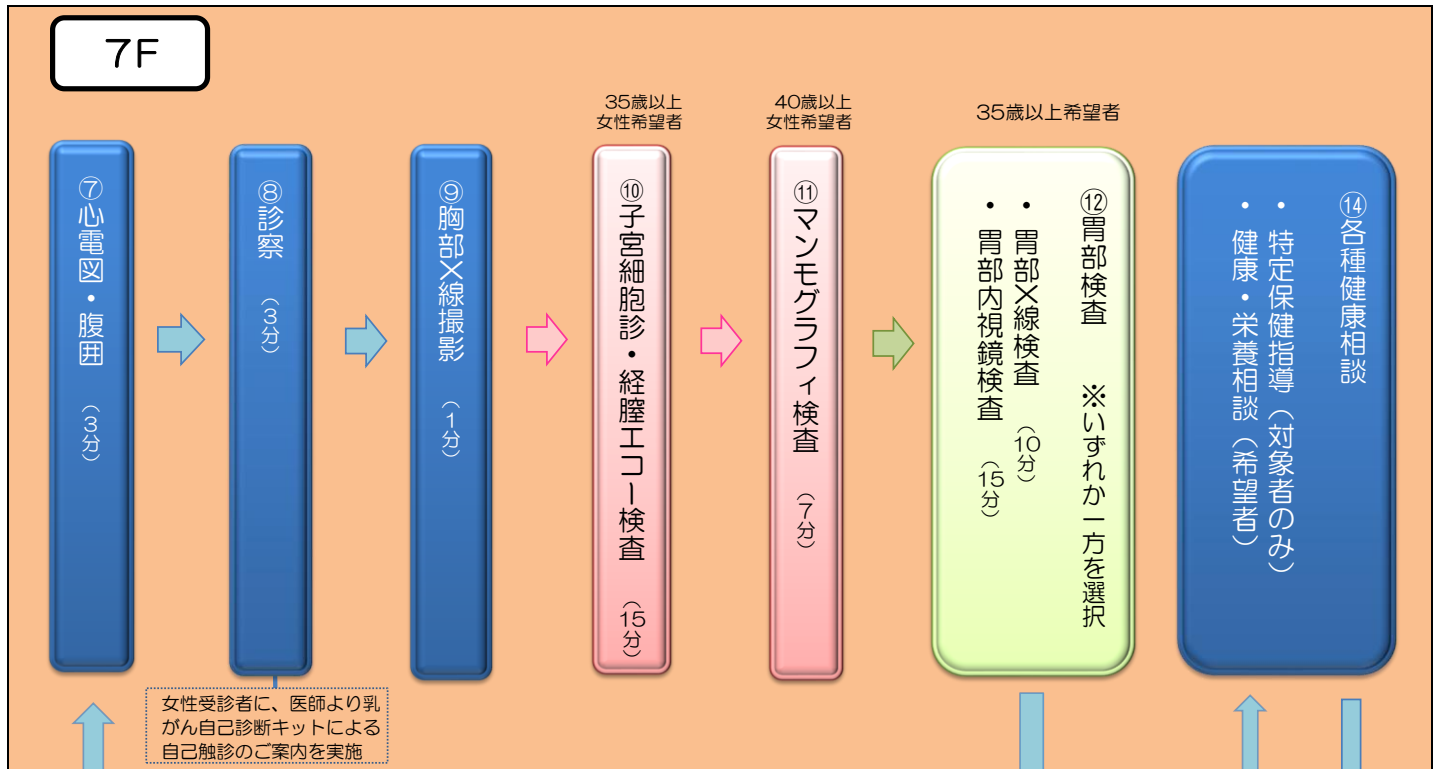 7F
⑦心電図・腹囲 (3分)
⑧診察 (3分)
女性受診者に、医師より乳
がん自己診断キットによる
自己触診のご案内を実施
⑨胸部X線撮影 (1分)
35歳以上
女性希望者
⑩子宮細胞診・経膣エコー検査 (15分)
40歳以上
女性希望者
⑪マンモグラフィ検査 (7分)
35歳以上希望者
⑫胃部検査 ※いずれか一方を選択
・胃部X線検査 (10分)
・胃部内視鏡検査 (15分)
⑭各種健康相談
・特定保健指導(対象者のみ)
・健康・栄養相談(希望者)